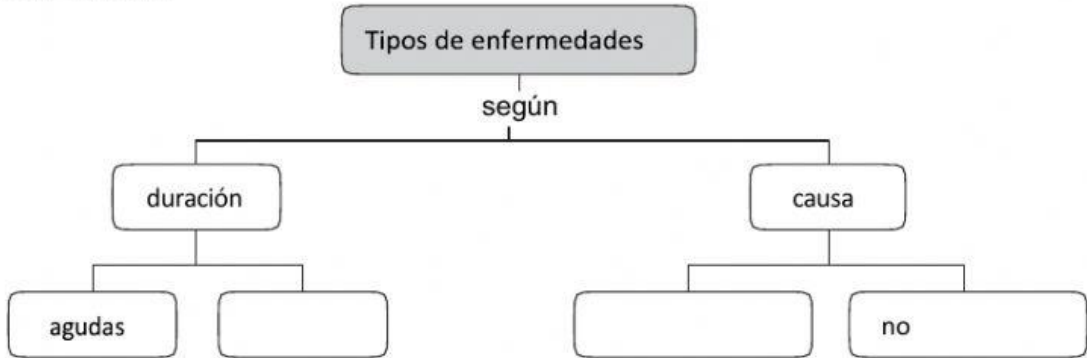 Tipos de enfermedades
según
duración
causa
agudas
no